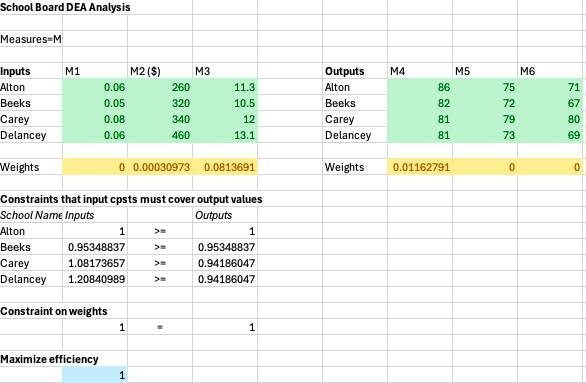 School Board DEA Analysis
Measures=M
Inputs M1 M2 ($) M3 Outputs M4 M5 M6
Alton 0.06 260 11.3 Alton 86 75 71
Beeks 0.05 320 10.5 Beeks 82 72 67
Carey 0.08 340 12 Carey 81 79 80
Delancey 0.06 460 13.1 Delancey 81 73 69
Weights 0 0.00030973 0.0813691 Weights 0.01162791 0 0
Constraints that input cpsts must cover output values
School Name Inputs Outputs
Alton 1 >= 1
Beeks 0.95348837 >= 0.95348837
Carey 1.08173657 >= 0.94186047
Delancey 1.20840989 >= 0.94186047
Constraint on weights
1 = 1
Maximize efficiency
1